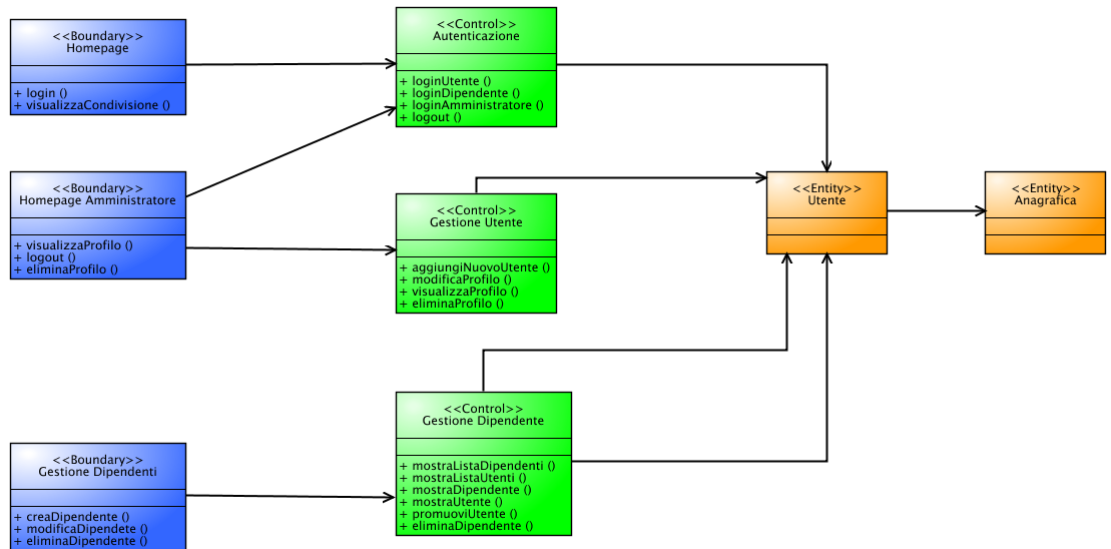 <<Boundary>>
Homepage
+ login ()
+ visualizzaCondivisione ()
<<Control>>
Autenticazione
+ loginUtente ()
+ loginDipendente ()
+ loginAmministratore ()
+ logout ()
<<Boundary>>
Homepage Amministratore
+ visualizzaProfilo ()
+ logout ()
+ eliminaProfilo ()
<<Control>>
Gestione Utente
+ aggiungiNuovoUtente ()
+ modificaProfilo ()
+ visualizzaProfilo ()
+ eliminaProfilo ()
<<Entity>>
Utente
<<Entity>>
Anagrafica
<<Control>>
Gestione Dipendente
+ mostraListaDipendenti ()
+ mostraListaUtenti ()
+ mostraDipendente ()
+ mostraUtente ()
+ promuoviUtente ()
+ eliminaDipendente ()
<<Boundary>>
Gestione Dipendenti
+ creaDipendente ()
+ modificaDipendete ()
+ eliminaDipendente ()